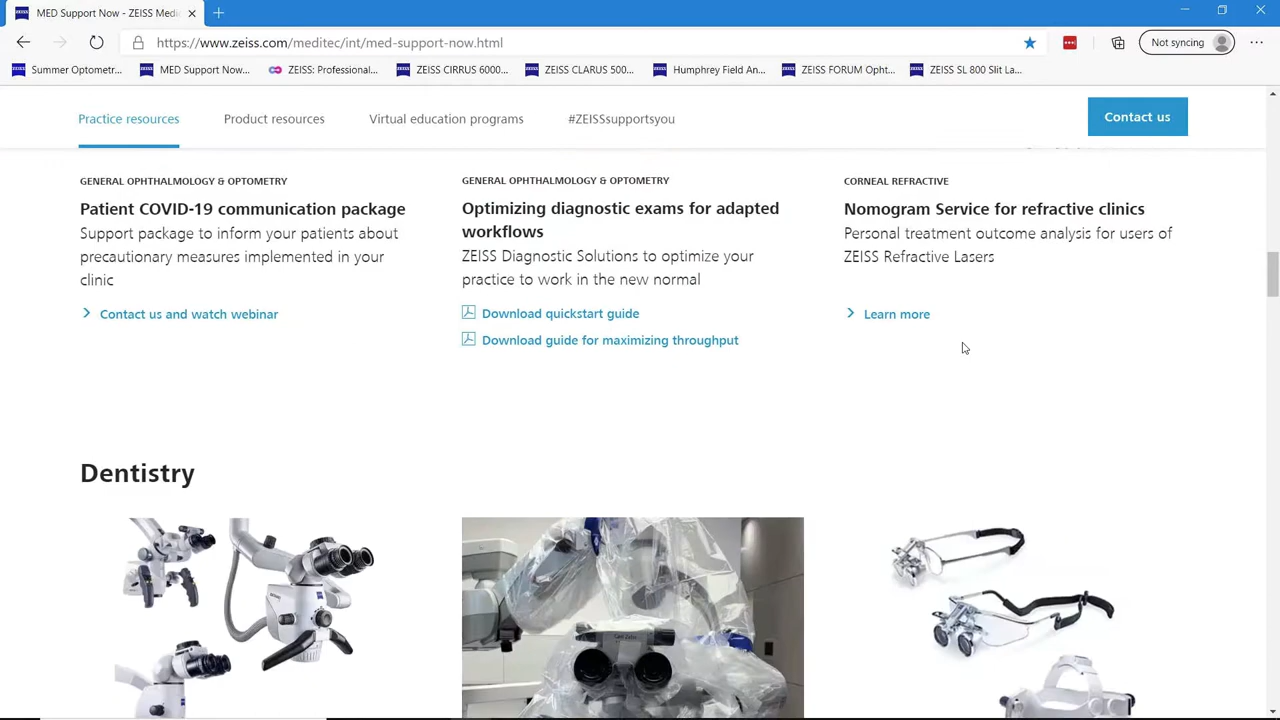 MED Support Now - ZEISS Medi
https://www.zeiss.com/meditec/int/med-support-now.html
Not syncing
Summer Optometr... MED Support Now... ZEISS: Professional... ZEISS CIRRUS 6000... ZEISS CLARUS 500... Humphrey Field An... ZEISS FORUM Opht... ZEISS SL 800 Slit La...
Practice resources Product resources Virtual education programs #ZEISSsupportsyou Contact us
GENERAL OPHTHALMOLOGY & OPTOMETRY
Patient COVID-19 communication package
Support package to inform your patients about
precautionary measures implemented in your
clinic
Contact us and watch webinar
GENERAL OPHTHALMOLOGY & OPTOMETRY
Optimizing diagnostic exams for adapted
workflows
ZEISS Diagnostic Solutions to optimize your
practice to work in the new normal
Download quickstart guide
Download guide for maximizing throughput
CORNEAL REFRACTIVE
Nomogram Service for refractive clinics
Personal treatment outcome analysis for users of
ZEISS Refractive Lasers
Learn more
Dentistry